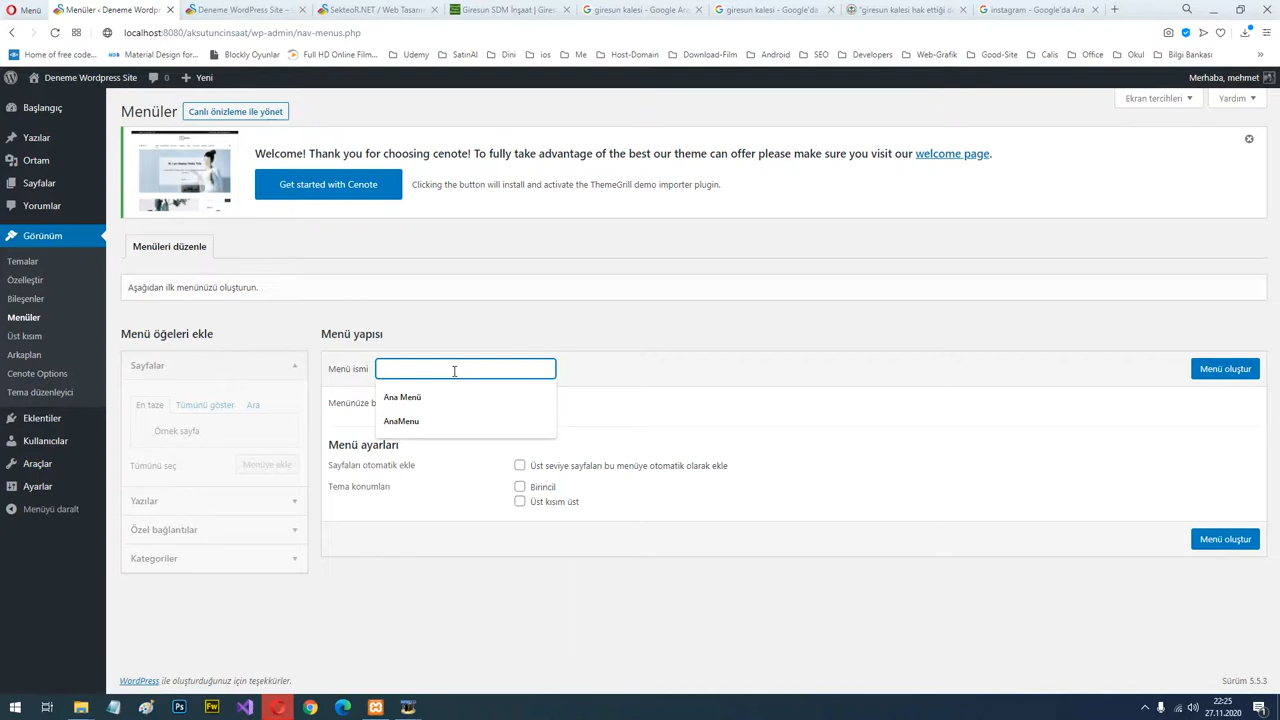 Menü
Menüler ‹ Deneme Wordpres
Deneme WordPress Site –
SekteoR.NET / Web Tasarım
Giresun SDM İnşaat | Giresu
giresun kalesi - Google Ara
giresun kalesi - Google'da
"giresun kalesi hak ettiği de
instagram - Google'da Ara
localhost:8080/aksutuncinsaat/wp-admin/nav-menus.php
Home of free code...
Material Design for...
Blockly Oyunlar
Full HD Online Film...
Udemy
SatınAl
Dini
ios
Me
Host-Domain
Download-Film
Android
SEO
Developers
Web-Grafik
Good-Site
Calis
Office
Okul
Bilgi Bankası
Deneme Wordpress Site
0
Yeni
Merhaba, mehmet
Başlangıç
Yazılar
Ortam
Sayfalar
Yorumlar
Görünüm
Temalar
Özelleştir
Bileşenler
Menüler
Üst kısım
Arkaplan
Cenote Options
Tema düzenleyici
Eklentiler
Kullanıcılar
Araçlar
Ayarlar
Menüyü daralt
Menüler
Canlı önizleme ile yönet
Ekran tercihleri
Yardım
Welcome! Thank you for choosing cenote! To fully take advantage of the best our theme can offer please make sure you visit our welcome page.
Get started with Cenote
Clicking the button will install and activate the ThemeGrill demo importer plugin.
Menüleri düzenle
Aşağıdan ilk menünüzü oluşturun.
Menü öğeleri ekle
Sayfalar
En taze
Tümünü göster
Ara
Örnek sayfa
Tümünü seç
Menüye ekle
Yazılar
Özel bağlantılar
Kategoriler
Menü yapısı
Menü ismi
Menü oluştur
Ana Menü
AnaMenu
Menünüze b
Menü ayarları
Sayfaları otomatik ekle
Üst seviye sayfaları bu menüye otomatik olarak ekle
Tema konumları
Birincil
Üst kısım üst
Menü oluştur
WordPress ile oluşturduğunuz için teşekkürler.
Sürüm 5.5.3
22:25
27.11.2020